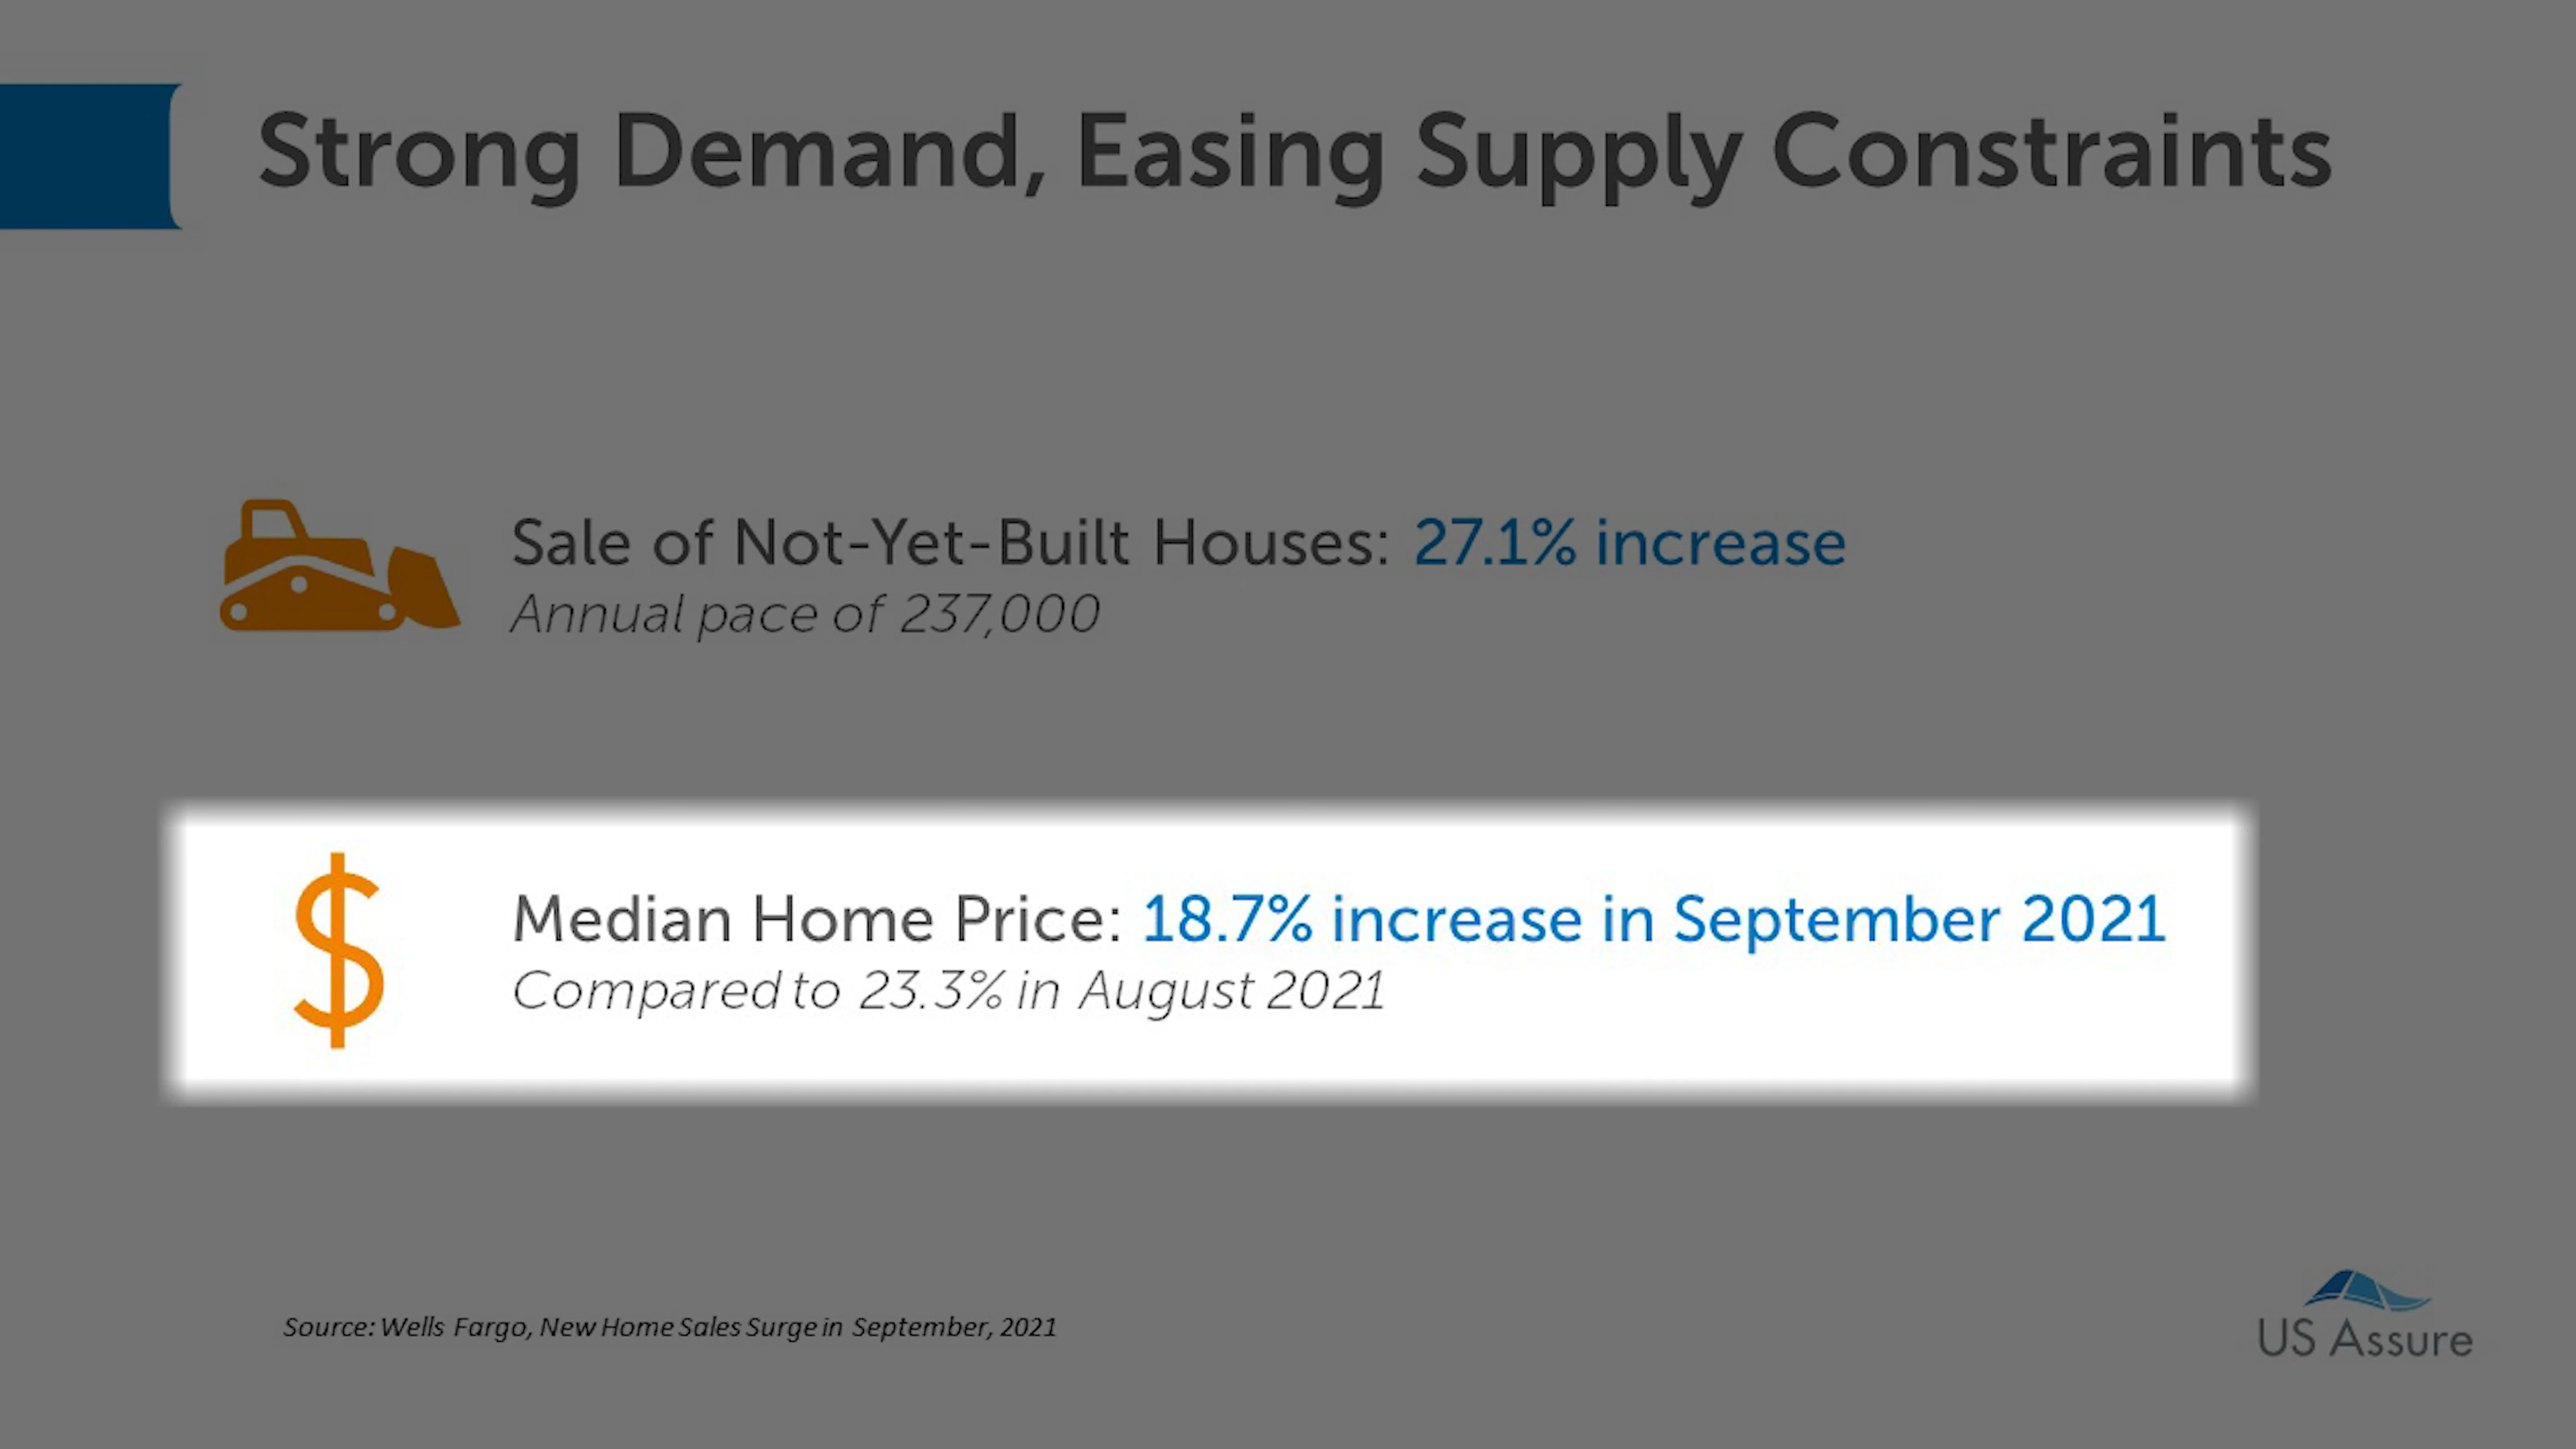 Strong Demand, Easing Supply Constraints
Sale of Not-Yet-Built Houses: 27.1% increase
Annual pace of 237,000
$
Median Home Price: 18.7% increase in September 2021
Compared to 23.3% in August 2021
Source: Wells Fargo, New Home Sales Surge in September, 2021
US Assure